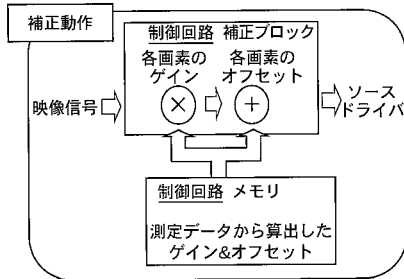 補正動作
制御回路 補正ブロック
各画素の 各画素の
ゲイン オフセット
映像信号 × + ソース
ドライバ
制御回路 メモリ
測定データから算出した
ゲイン&オフセット